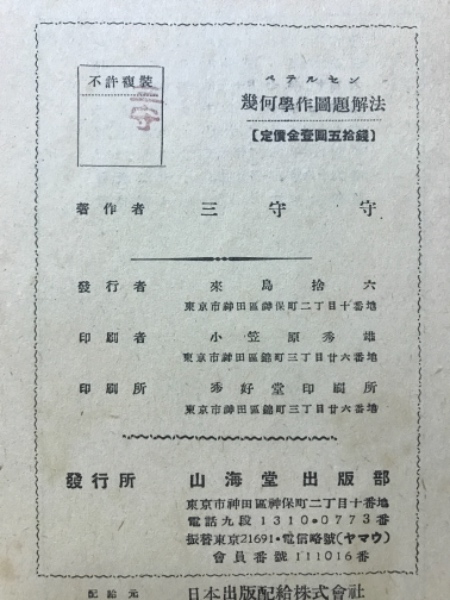 不許複製
三守
ペテルセン
幾何學作圖題解法
〔定價金壹圓五拾錢〕
著作者 三守守
發行者 來島捨六
東京市神田區神保町二丁目十番地
印刷者 小笠原秀雄
東京市神田區錦町三丁目廿六番地
印刷所 秀好堂印刷所
東京市神田區錦町三丁目廿六番地
發行所 山海堂出版部
東京市神田區神保町二丁目十番地
電話九段1310•0773番
振替東京21691•電信略號(ヤマウ)
會員番號111016番
配給元 日本出版配給株式會社